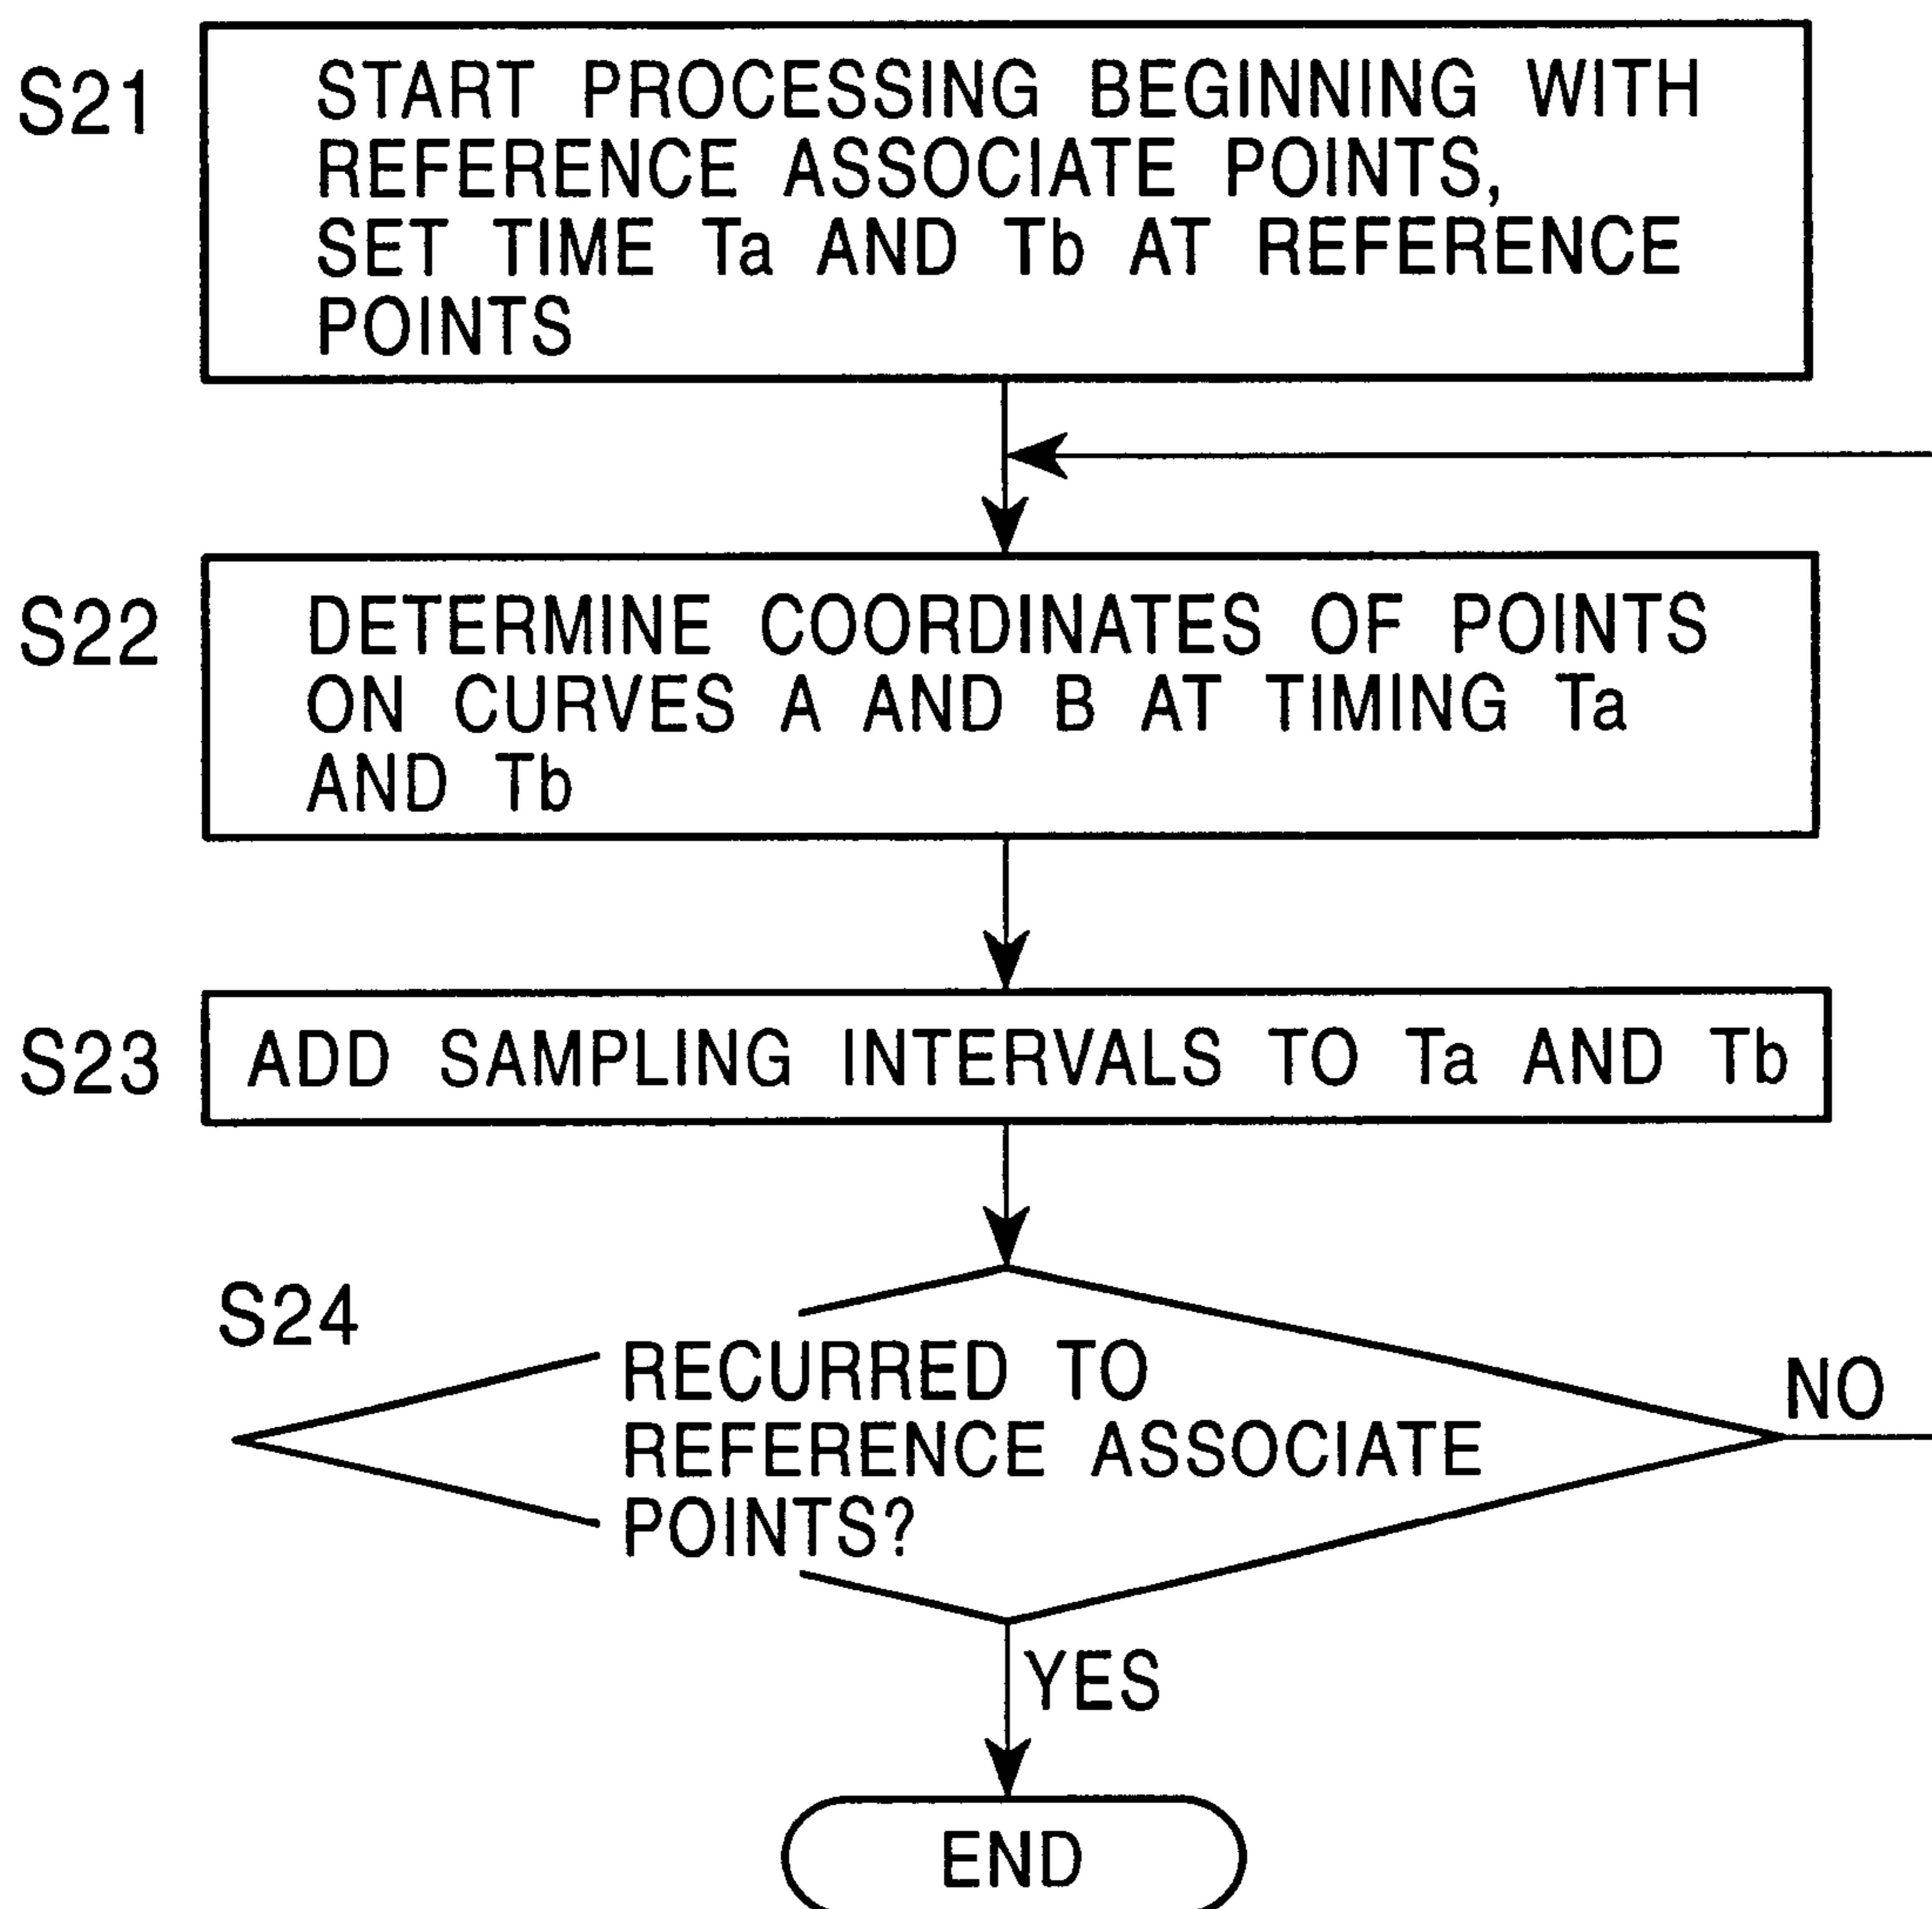 S21
START PROCESSING BEGINNING WITH
REFERENCE ASSOCIATE POINTS,
SET TIME Ta AND Tb AT REFERENCE
POINTS
S22
DETERMINE COORDINATES OF POINTS
ON CURVES A AND B AT TIMING Ta
AND Tb
S23
ADD SAMPLING INTERVALS TO Ta AND Tb
S24
RECURRED TO
REFERENCE ASSOCIATE
POINTS?
NO
YES
END